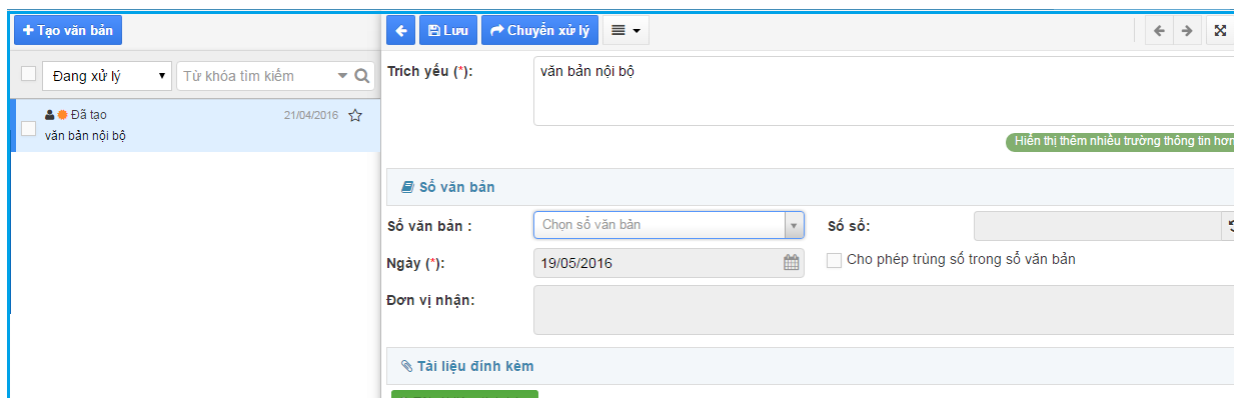 + Tạo văn bản
Lưu
Chuyển xử lý
Đang xử lý
Từ khóa tìm kiếm
Đã tạo
21/04/2016
văn bản nội bộ
Trích yếu (*):
văn bản nội bộ
Hiển thị thêm nhiều trường thông tin hơn
Sổ văn bản
Sổ văn bản :
Chọn sổ văn bản
Số sổ:
Ngày (*):
19/05/2016
Cho phép trùng số trong sổ văn bản
Đơn vị nhận:
Tài liệu đính kèm